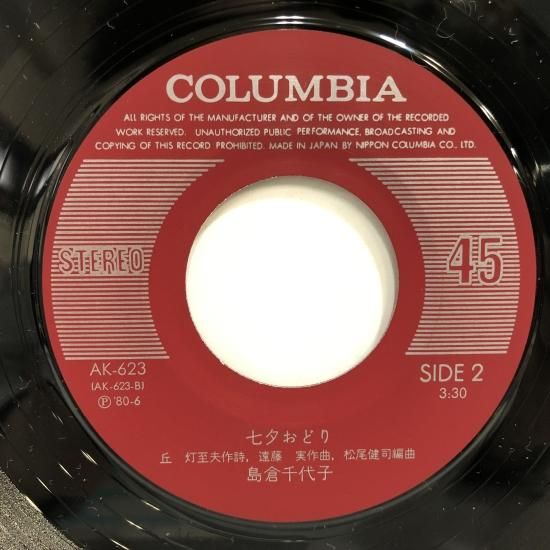 COLUMBIA
ALL RIGHTS OF THE MANUFACTURER AND OF THE OWNER OF THE RECORDED
WORK RESERVED. UNAUTHORIZED PUBLIC PERFORMANCE, BROADCASTING AND
COPYING OF THIS RECORD PROHIBITED. MADE IN JAPAN BY NIPPON COLUMBIA CO., LTD.
STEREO
45
AK-623
(AK-623-B)
Ⓟ '80-6
SIDE 2
3:30
七夕おどり
丘 灯至夫作詩, 遠藤 実作曲, 松尾健司編曲
島倉千代子